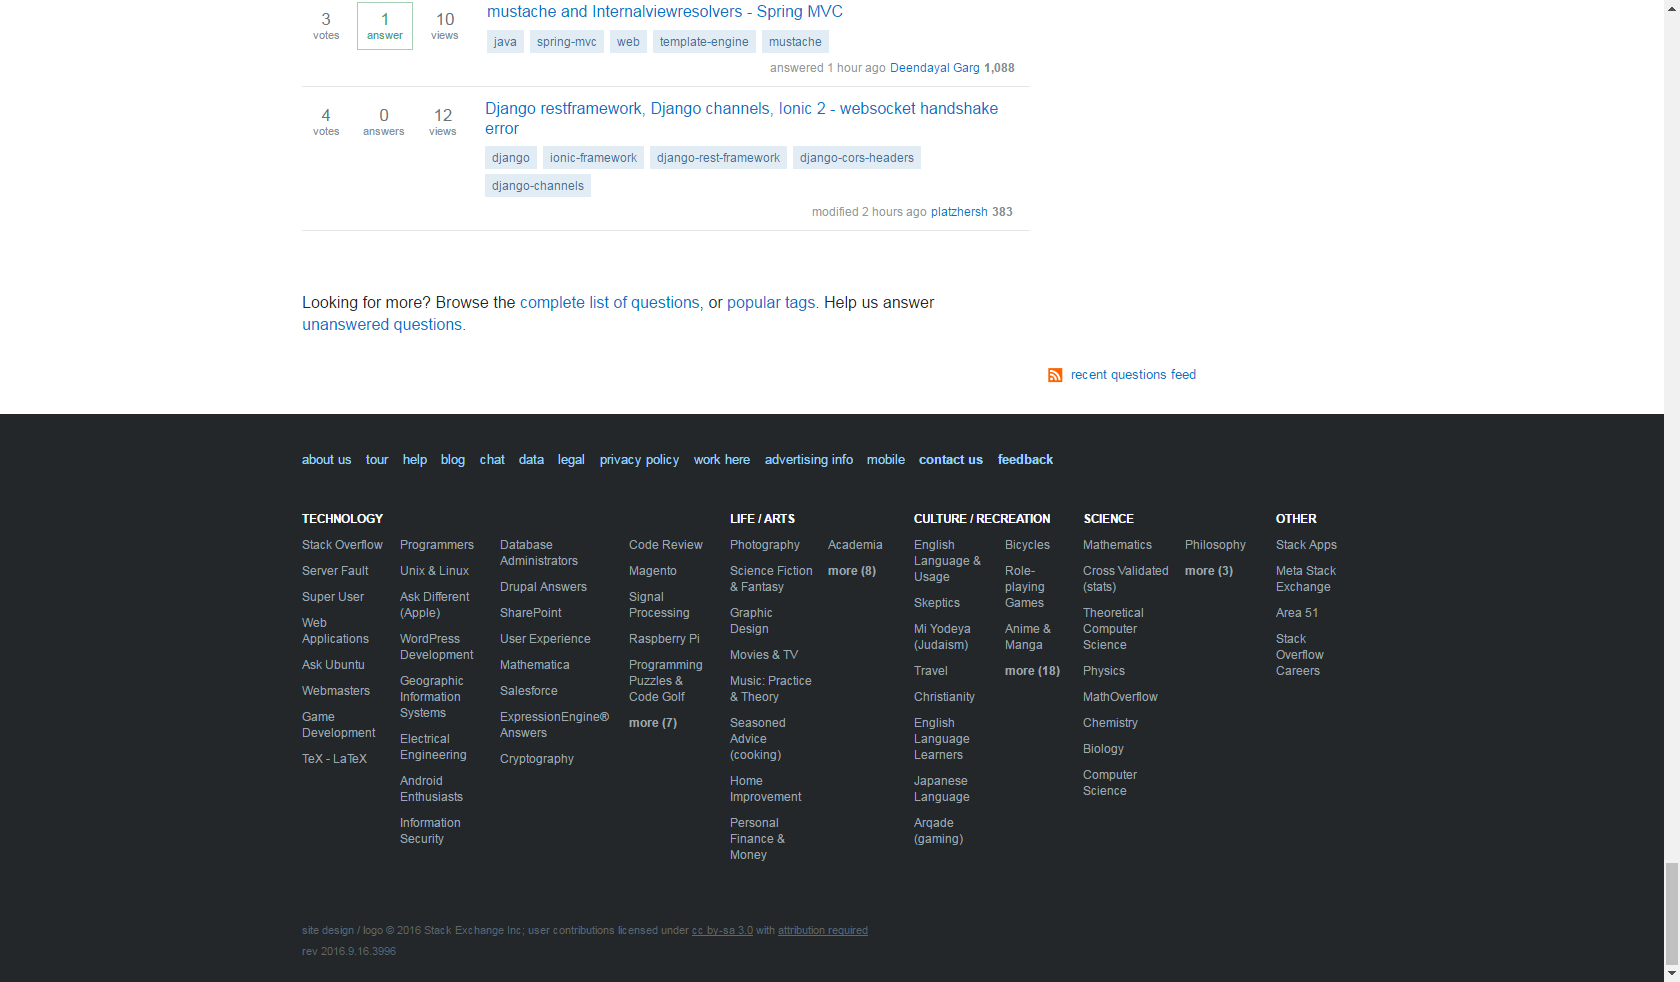 3 votes 1 answer 10 views
mustache and Internalviewresolvers - Spring MVC
java spring-mvc web template-engine mustache
answered 1 hour ago Deendayal Garg 1,088
4 votes 0 answers 12 views
Django restframework, Django channels, Ionic 2 - websocket handshake
error
django ionic-framework django-rest-framework django-cors-headers
django-channels
modified 2 hours ago platzhersh 383
Looking for more? Browse the complete list of questions, or popular tags. Help us answer
unanswered questions.
recent questions feed
about us tour help blog chat data legal privacy policy work here advertising info mobile contact us feedback
TECHNOLOGY
Stack Overflow
Server Fault
Super User
Web
Applications
Ask Ubuntu
Webmasters
Game
Development
TeX - LaTeX
Programmers
Unix & Linux
Ask Different
(Apple)
WordPress
Development
Geographic
Information
Systems
Electrical
Engineering
Android
Enthusiasts
Information
Security
Database
Administrators
Drupal Answers
SharePoint
User Experience
Mathematica
Salesforce
ExpressionEngine®
Answers
Cryptography
Code Review
Magento
Signal
Processing
Raspberry Pi
Programming
Puzzles &
Code Golf
more (7)
LIFE / ARTS
Photography
Science Fiction
& Fantasy
Graphic
Design
Movies & TV
Music: Practice
& Theory
Seasoned
Advice
(cooking)
Home
Improvement
Personal
Finance &
Money
Academia
more (8)
CULTURE / RECREATION
English
Language &
Usage
Skeptics
Mi Yodeya
(Judaism)
Travel
Christianity
English
Language
Learners
Japanese
Language
Arqade
(gaming)
Bicycles
Role-
playing
Games
Anime &
Manga
more (18)
SCIENCE
Mathematics
Cross Validated
(stats)
Theoretical
Computer
Science
Physics
MathOverflow
Chemistry
Biology
Computer
Science
Philosophy
more (3)
OTHER
Stack Apps
Meta Stack
Exchange
Area 51
Stack
Overflow
Careers
site design / logo © 2016 Stack Exchange Inc; user contributions licensed under cc by-sa 3.0 with attribution required
rev 2016.9.16.3996